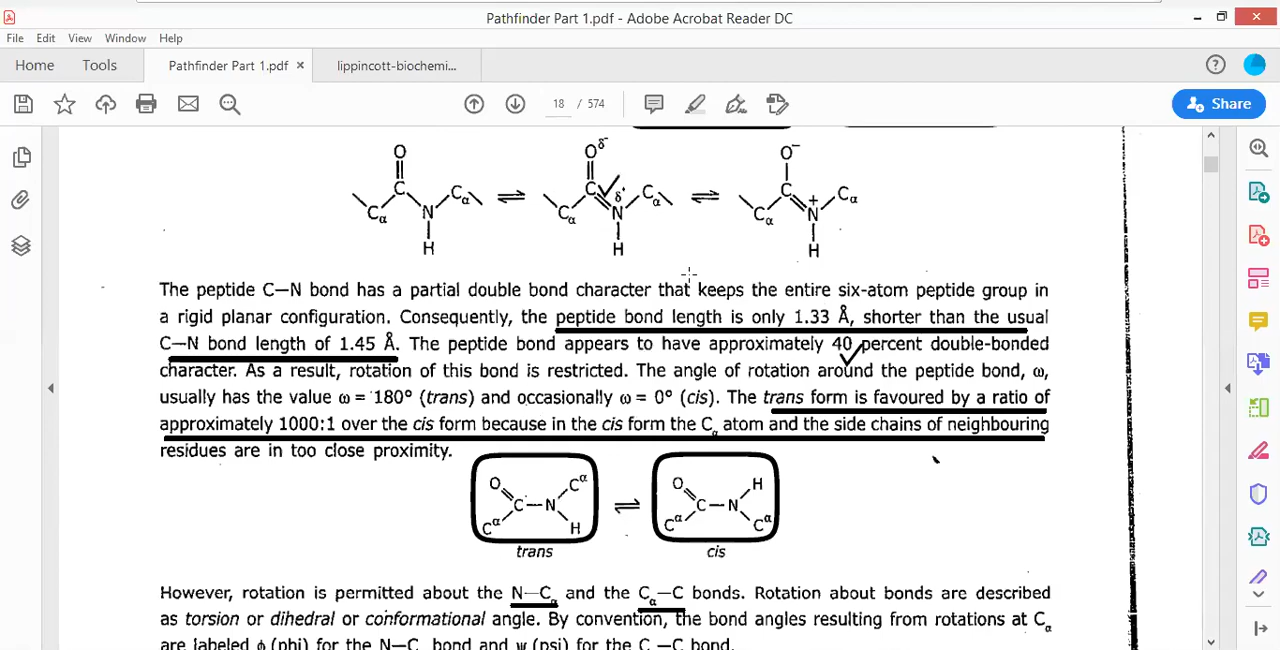 Pathfinder Part 1.pdf - Adobe Acrobat Reader DC
File Edit View Window Help
Home Tools Pathfinder Part 1.pdf × lippincott-biochemi...
18 / 574 Share
O Oδ⁻ O⁻
C Cα C δ⁺ Cα C + Cα
Cα N Cα N Cα N
H H H
The peptide C—N bond has a partial double bond character that keeps the entire six-atom peptide group in
a rigid planar configuration. Consequently, the peptide bond length is only 1.33 Å, shorter than the usual
C—N bond length of 1.45 Å. The peptide bond appears to have approximately 40 percent double-bonded
character. As a result, rotation of this bond is restricted. The angle of rotation around the peptide bond, ω,
usually has the value ω = 180° (trans) and occasionally ω = 0° (cis). The trans form is favoured by a ratio of
approximately 1000:1 over the cis form because in the cis form the Cα atom and the side chains of neighbouring
residues are in too close proximity.
O Cα O H
C—N C—N
Cα H Cα Cα
trans cis
However, rotation is permitted about the N—Cα and the Cα—C bonds. Rotation about bonds are described
as torsion or dihedral or conformational angle. By convention, the bond angles resulting from rotations at Cα
are labeled ϕ (phi) for the N—C bond and ψ (psi) for the C—C bond.